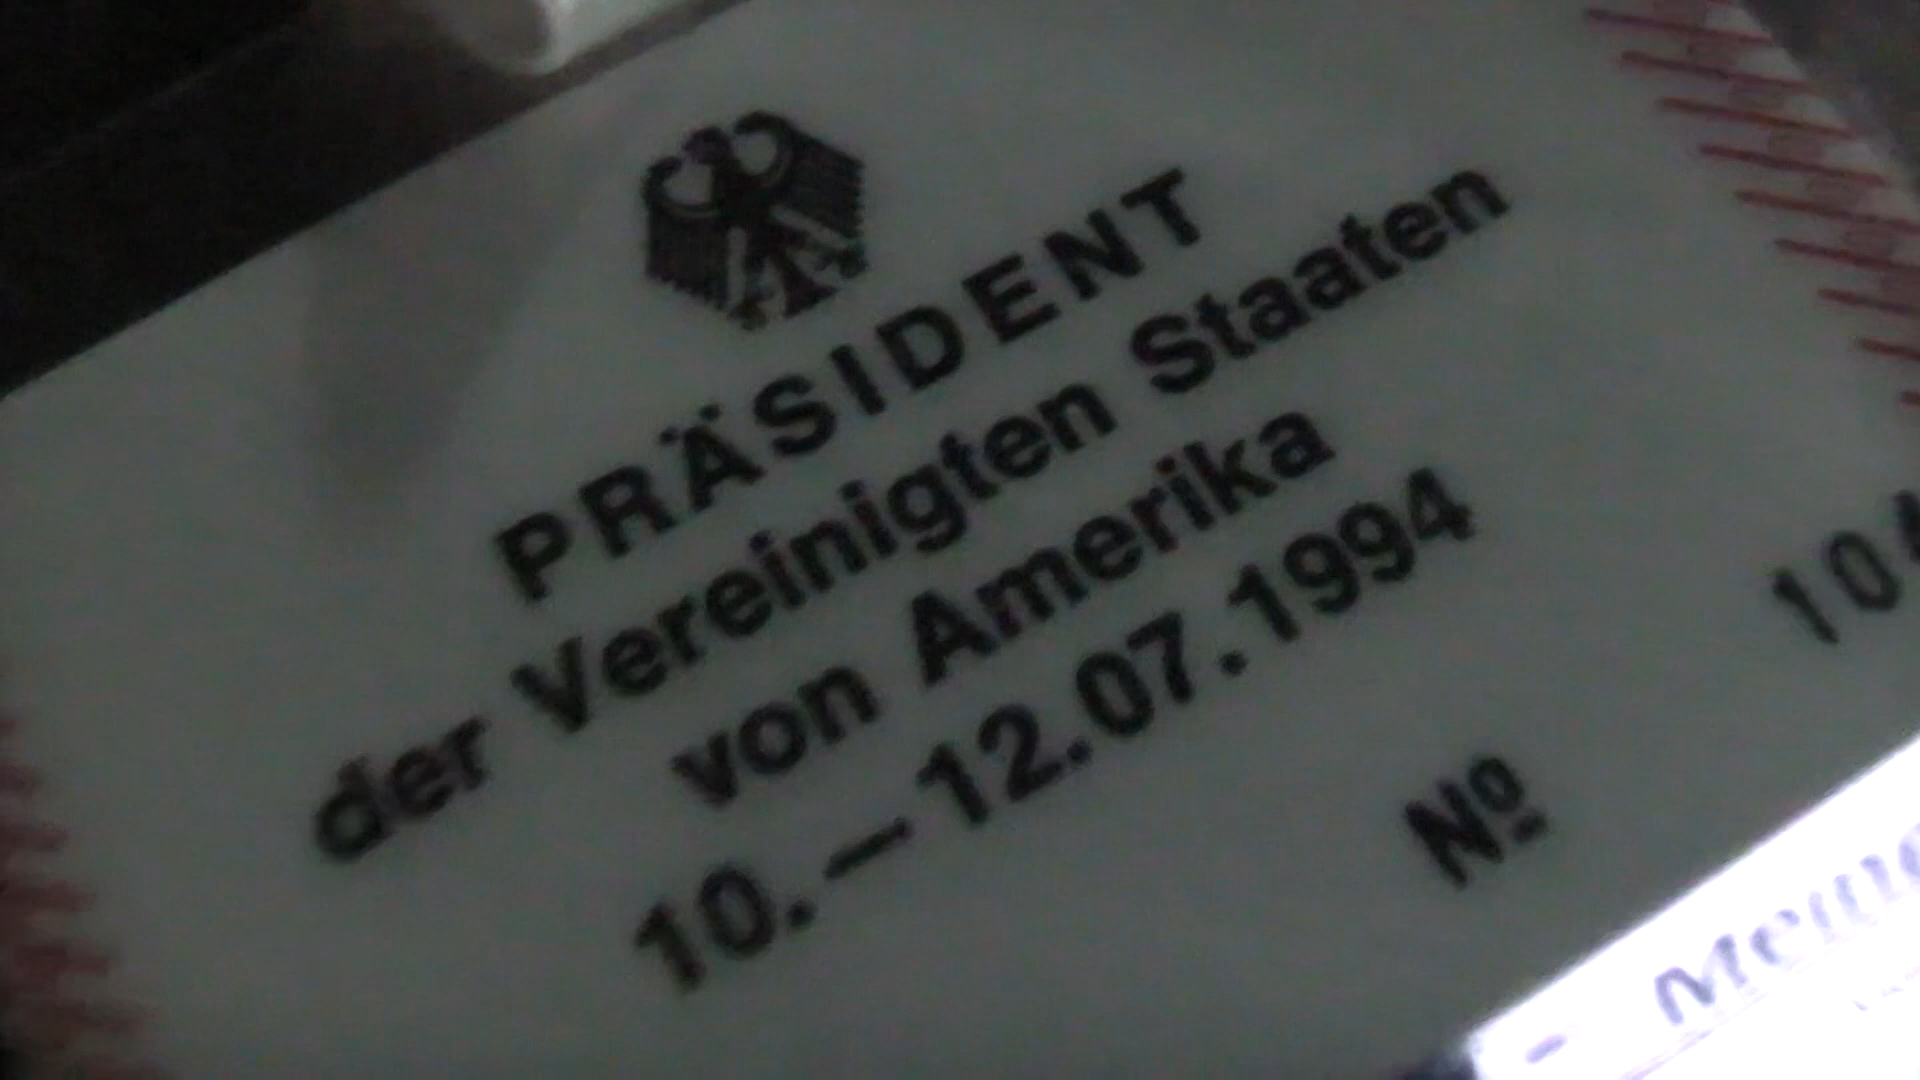 PRÄSIDENT
der Vereinigten Staaten
von Amerika
10.–12.07.1994
Nº